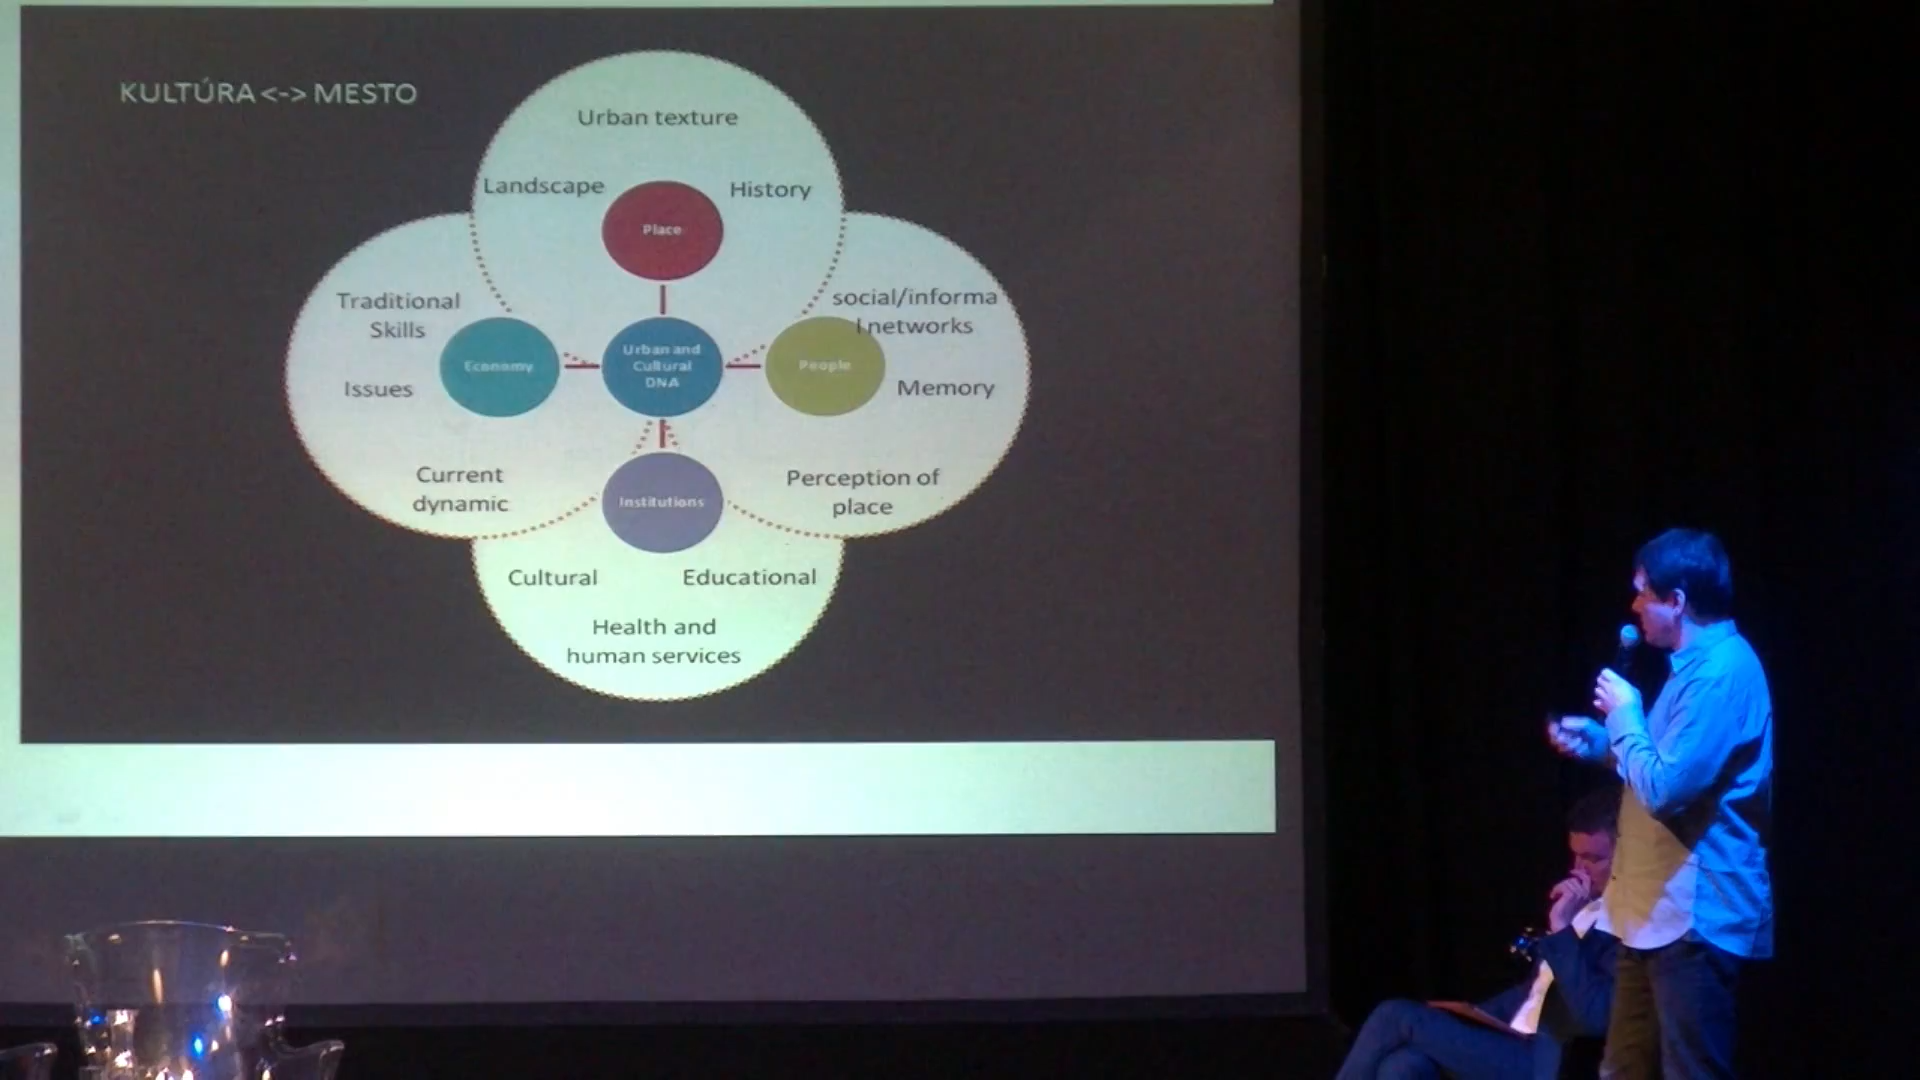 KULTÚRA <-> MESTO
Urban texture
Landscape
History
Place
Traditional
Skills
Issues
Current
dynamic
Economy
Urban and
Cultural
DNA
People
social/informa
l networks
Memory
Perception of
place
Institutions
Cultural
Educational
Health and
human services